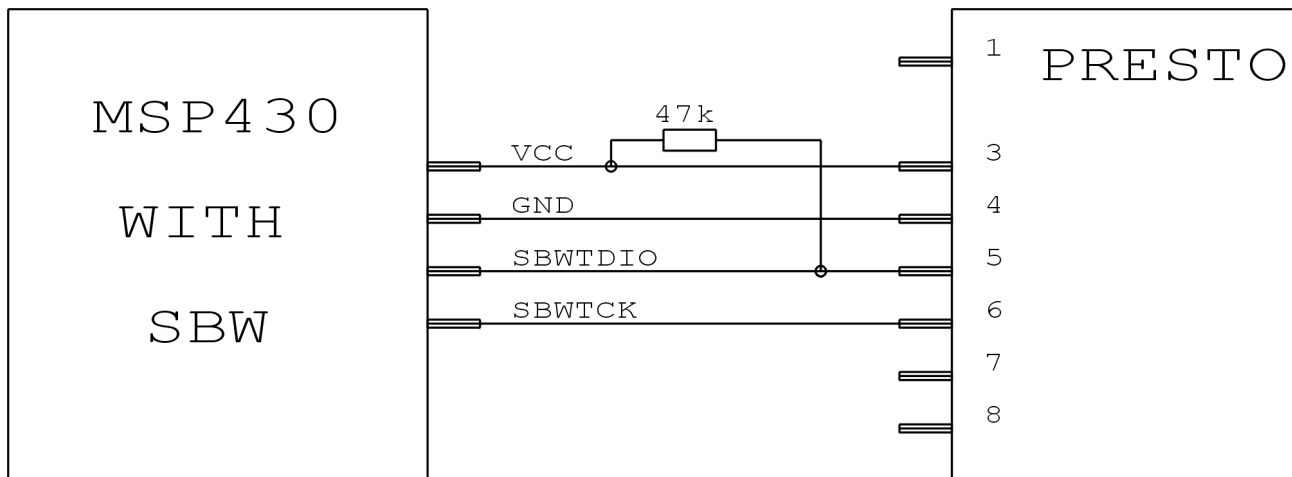 MSP430
WITH
SBW
47k
VCC
GND
SBWTDIO
SBWTCK
1
3
4
5
6
7
8
PRESTO